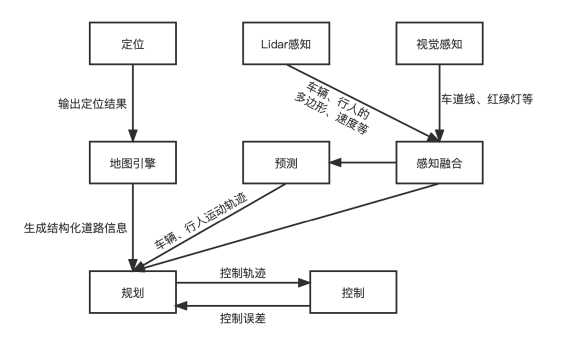 定位
Lidar感知
视觉感知
输出定位结果
车辆、行人的
多边形、速度等
车道线、红绿灯等
地图引擎
预测
感知融合
生成结构化道路信息
车辆、行人运动轨迹
规划
控制轨迹
控制
控制误差